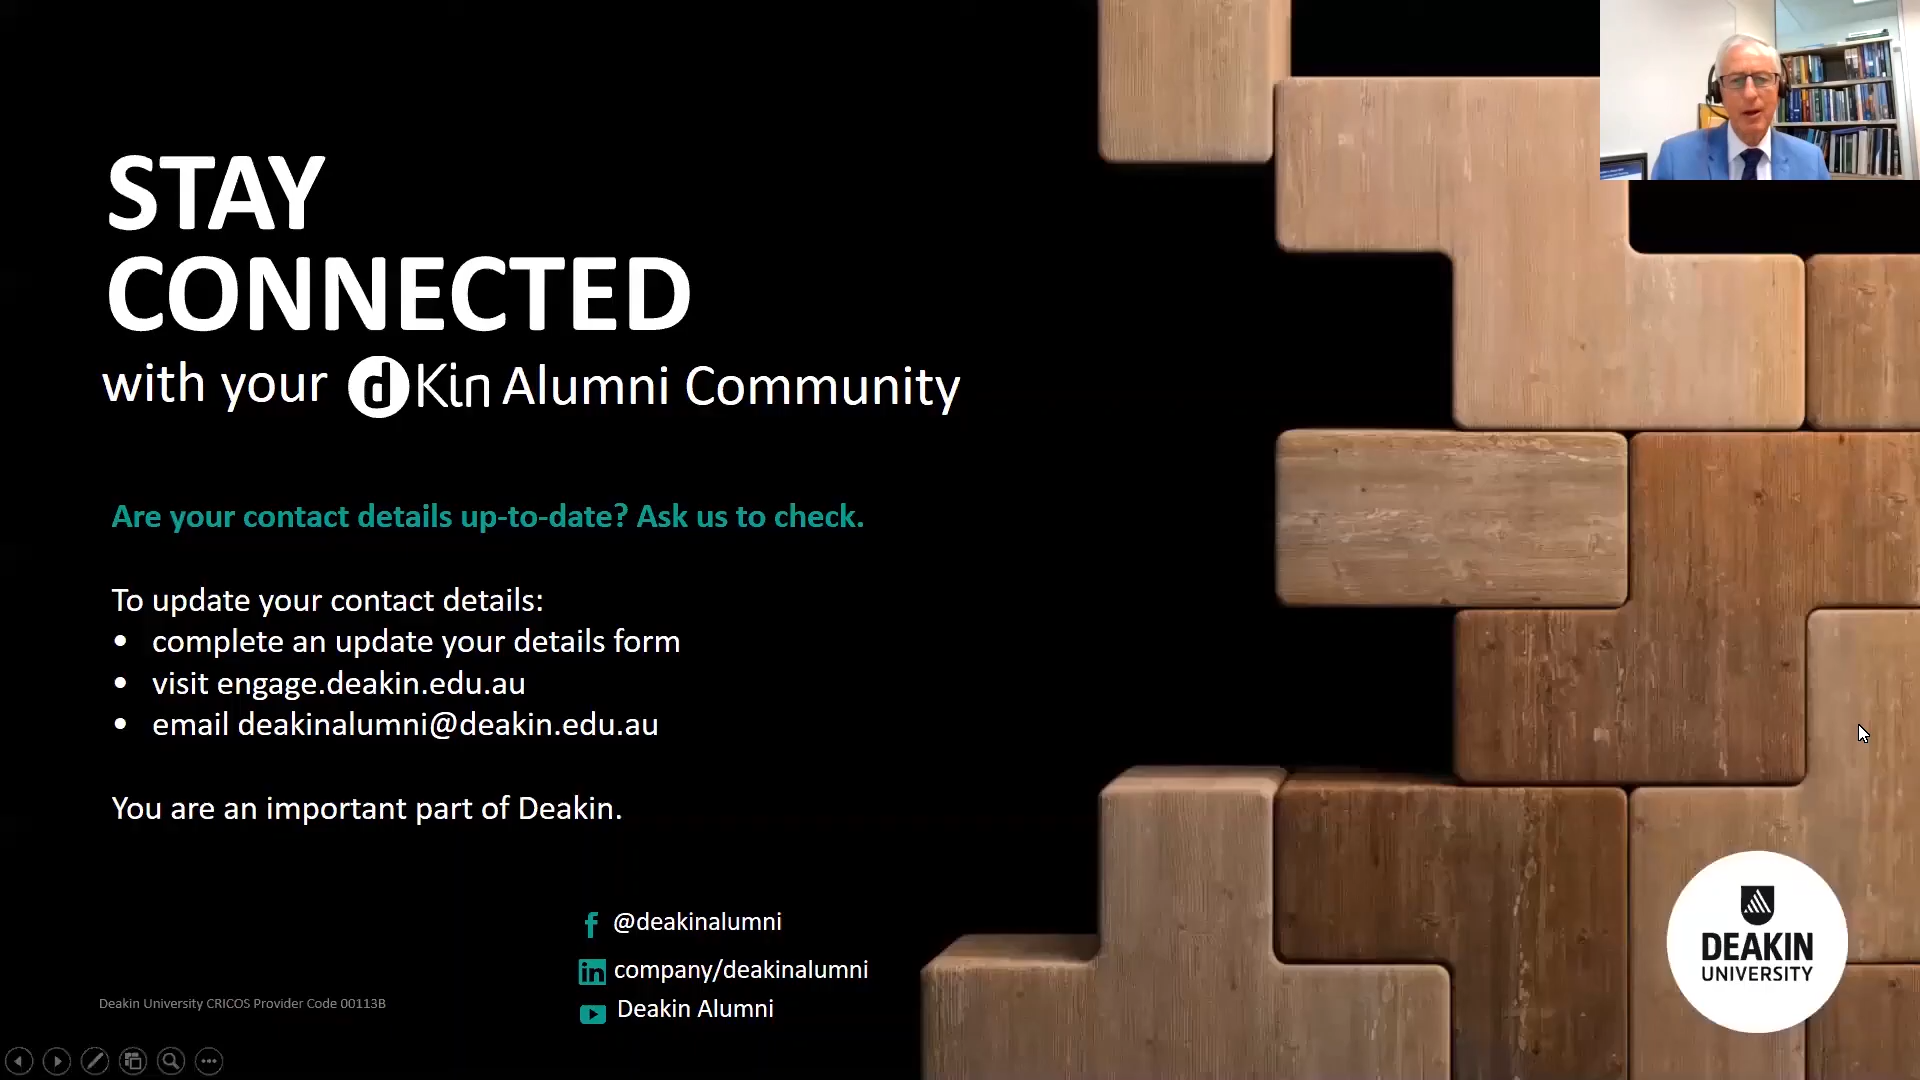 STAY
CONNECTED
with your dKin Alumni Community
Are your contact details up-to-date? Ask us to check.
To update your contact details:
• complete an update your details form
• visit engage.deakin.edu.au
• email deakinalumni@deakin.edu.au
You are an important part of Deakin.
f @deakinalumni
in company/deakinalumni
Deakin Alumni
Deakin University CRICOS Provider Code 00113B
DEAKIN
UNIVERSITY